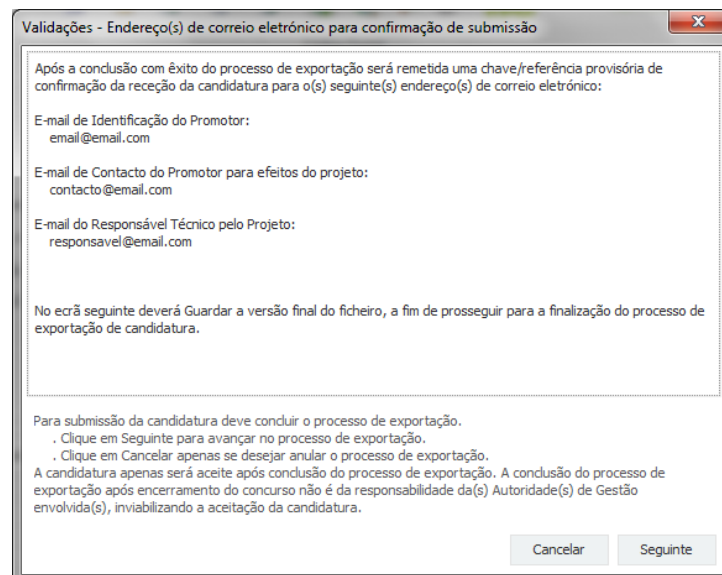 Validações - Endereço(s) de correio eletrónico para confirmação de submissão
x
Após a conclusão com êxito do processo de exportação será remetida uma chave/referência provisória de
confirmação da receção da candidatura para o(s) seguinte(s) endereço(s) de correio eletrónico:
E-mail de Identificação do Promotor:
email@email.com
E-mail de Contacto do Promotor para efeitos do projeto:
contacto@email.com
E-mail do Responsável Técnico pelo Projeto:
responsavel@email.com
No ecrã seguinte deverá Guardar a versão final do ficheiro, a fim de prosseguir para a finalização do processo de
exportação de candidatura.
Para submissão da candidatura deve concluir o processo de exportação.
. Clique em Seguinte para avançar no processo de exportação.
. Clique em Cancelar apenas se desejar anular o processo de exportação.
A candidatura apenas será aceite após conclusão do processo de exportação. A conclusão do processo de
exportação após encerramento do concurso não é da responsabilidade da(s) Autoridade(s) de Gestão
envolvida(s), inviabilizando a aceitação da candidatura.
Cancelar Seguinte